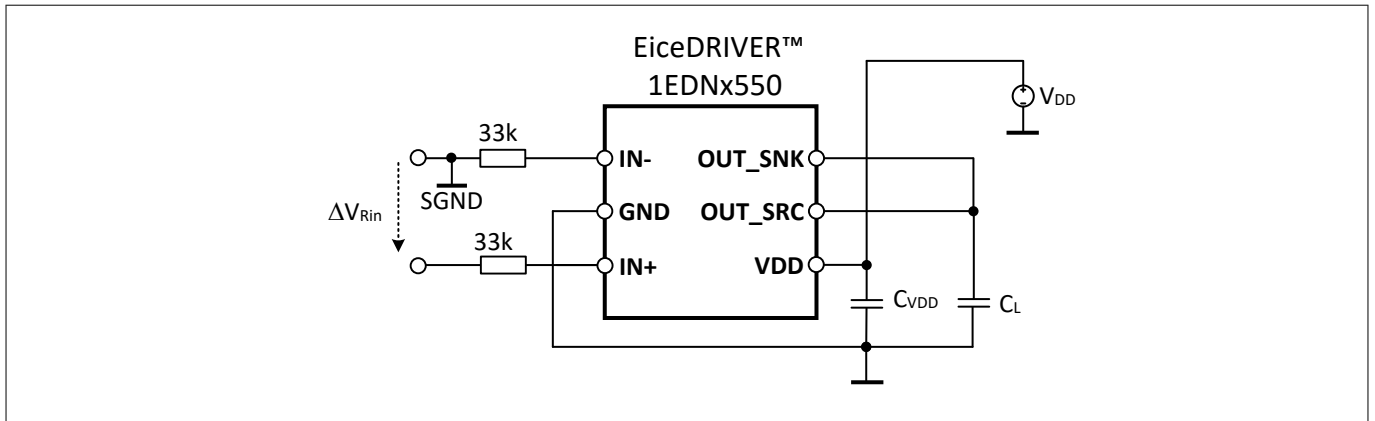 EiceDRIVER™
1EDNx550
VDD
33k
IN-
OUT_SNK
SGND
ΔVRin
GND
OUT_SRC
33k
IN+
VDD
CVDD
CL